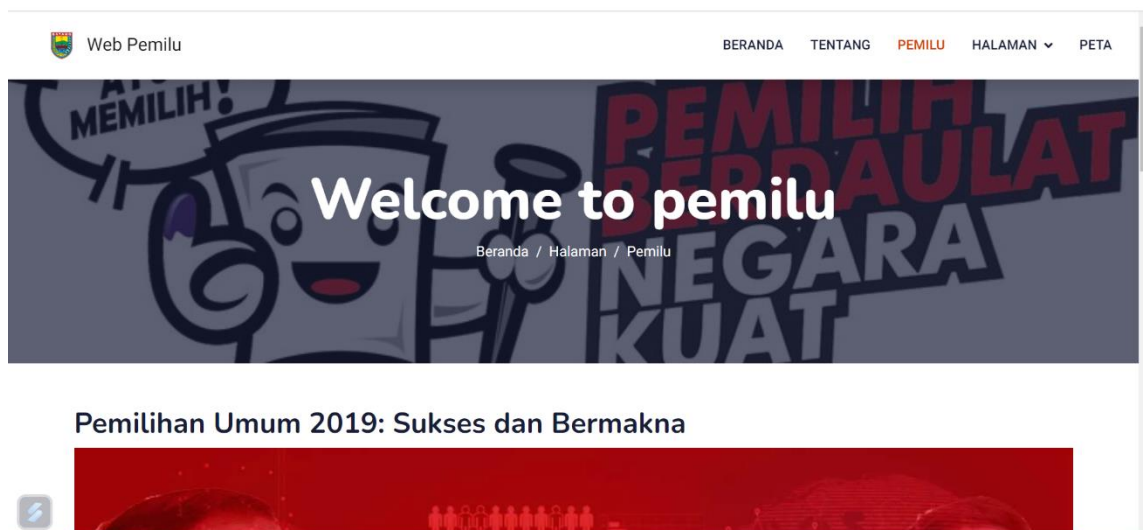 Web Pemilu
BERANDA TENTANG PEMILU HALAMAN PETA
MEMILIH!
PEMILIH
BERDAULAT
NEGARA
KUAT
Welcome to pemilu
Beranda / Halaman / Pemilu
Pemilihan Umum 2019: Sukses dan Bermakna